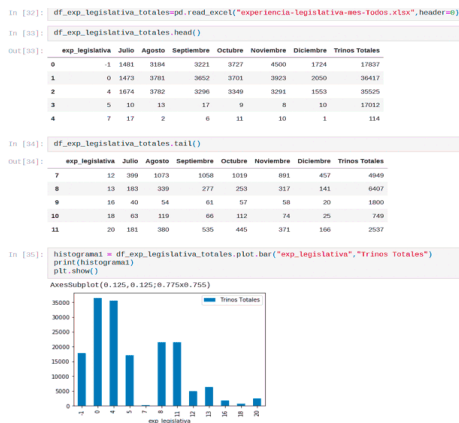 In [32]: df_exp_legislativa_totales=pd.read_excel("experiencia-legislativa-mes-Todos.xlsx",header=0)
In [33]: df_exp_legislativa_totales.head()
Out[33]:
exp_legislativa Julio Agosto Septiembre Octubre Noviembre Diciembre Trinos Totales
0 -1 1481 3184 3221 3727 4500 1724 17837
1 0 1473 3781 3652 3701 3923 2050 36417
2 4 1674 3782 3296 3349 3291 1553 35525
3 5 10 13 17 9 8 10 17012
4 7 17 2 6 11 10 1 114
In [34]: df_exp_legislativa_totales.tail()
Out[34]:
exp_legislativa Julio Agosto Septiembre Octubre Noviembre Diciembre Trinos Totales
7 12 399 1073 1058 1019 891 457 4949
8 13 183 339 277 253 317 141 6407
9 16 40 54 61 57 58 20 1800
10 18 63 119 66 112 74 25 749
11 20 181 380 535 445 371 166 2537
In [35]: histograma1 = df_exp_legislativa_totales.plot.bar("exp_legislativa","Trinos Totales")
print(histograma1)
plt.show()
AxesSubplot(0.125,0.125;0.775x0.755)
Trinos Totales
35000
30000
25000
20000
15000
10000
5000
0
-1 0 4 5 7 8 11 12 13 16 18 20
exp_legislativa